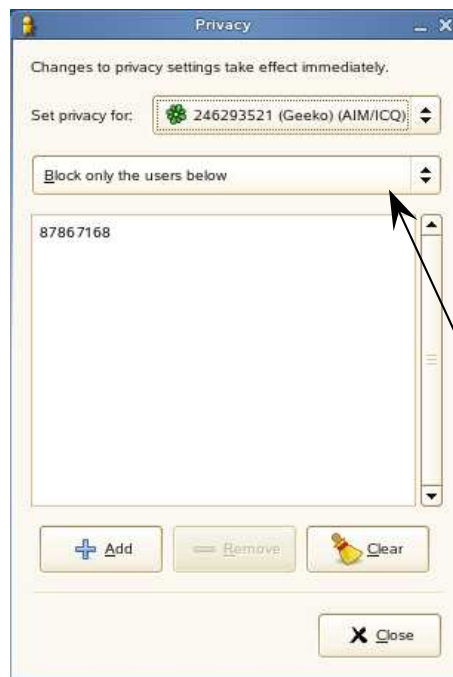 Privacy
Changes to privacy settings take effect immediately.
Set privacy for: 246293521 (Geeko) (AIM/ICQ)
Block only the users below
87867168
Add Remove Clear
Close